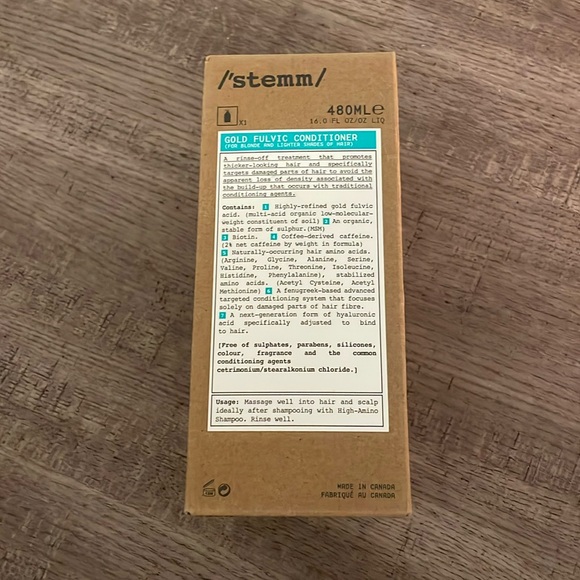 /'stemm/
X1
480ML℮
16.0 FL OZ/OZ LIQ
GOLD FULVIC CONDITIONER
(FOR BLONDE AND LIGHTER SHADES OF HAIR)
A rinse-off treatment that promotes
thicker-looking hair and specifically
targets damaged parts of hair to avoid the
apparent loss of density associated with
the build-up that occurs with traditional
conditioning agents.
Contains: 1 Highly-refined gold fulvic
acid. (multi-acid organic low-molecular-
weight constituent of soil) 2 An organic,
stable form of sulphur.(MSM)
3 Biotin. 4 Coffee-derived caffeine.
(2% net caffeine by weight in formula)
5 Naturally-occurring hair amino acids.
(Arginine, Glycine, Alanine, Serine,
Valine, Proline, Threonine, Isoleucine,
Histidine, Phenylalanine), stabilized
amino acids. (Acetyl Cysteine, Acetyl
Methionine) 6 A fenugreek-based advanced
targeted conditioning system that focuses
solely on damaged parts of hair fibre.
7 A next-generation form of hyaluronic
acid specifically adjusted to bind
to hair.
[Free of sulphates, parabens, silicones,
colour, fragrance and the common
conditioning agents
cetrimonium/stearalkonium chloride.]
Usage: Massage well into hair and scalp
ideally after shampooing with High-Amino
Shampoo. Rinse well.
MADE IN CANADA
FABRIQUÉ AU CANADA